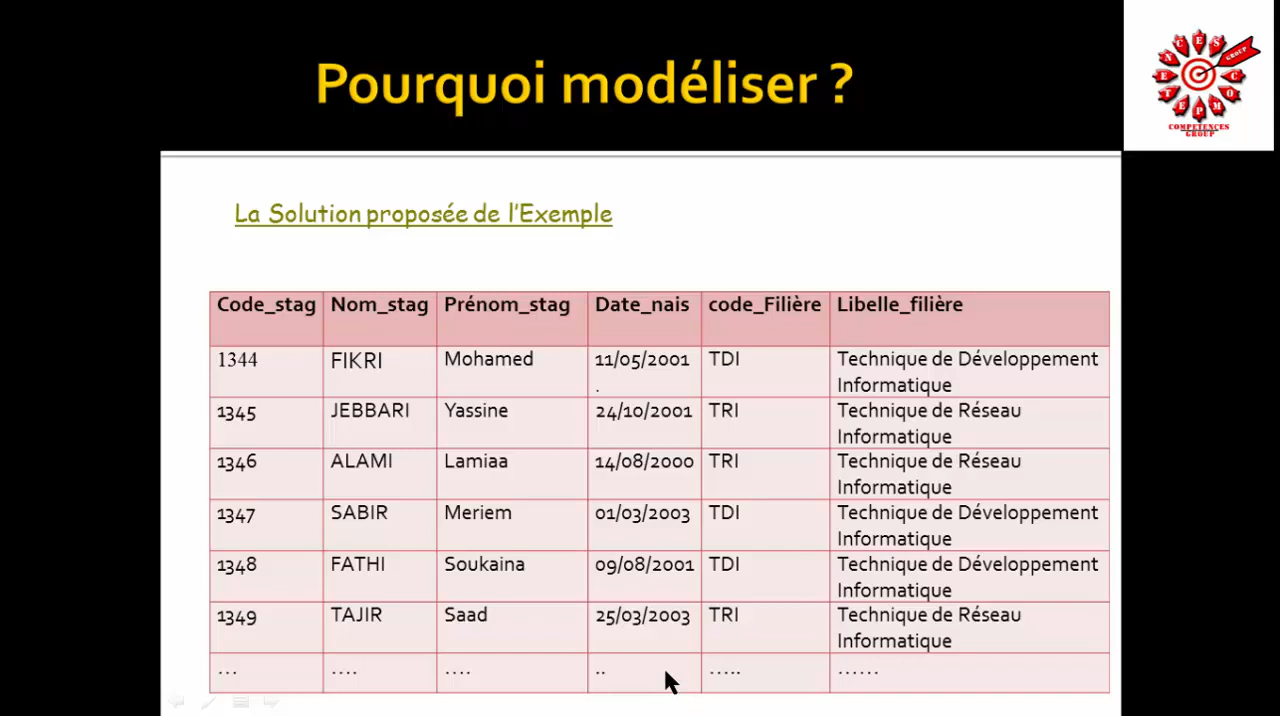 Pourquoi modéliser ?
COMPETENCES
GROUP
COMPETENCES
GROUP
La Solution proposée de l'Exemple
Code_stag Nom_stag Prénom_stag Date_nais code_Filière Libelle_filière
1344 FIKRI Mohamed 11/05/2001 TDI Technique de Développement
. Informatique
1345 JEBBARI Yassine 24/10/2001 TRI Technique de Réseau
Informatique
1346 ALAMI Lamiaa 14/08/2000 TRI Technique de Réseau
Informatique
1347 SABIR Meriem 01/03/2003 TDI Technique de Développement
Informatique
1348 FATHI Soukaina 09/08/2001 TDI Technique de Développement
Informatique
1349 TAJIR Saad 25/03/2003 TRI Technique de Réseau
Informatique
... .... .... .. ..... ......